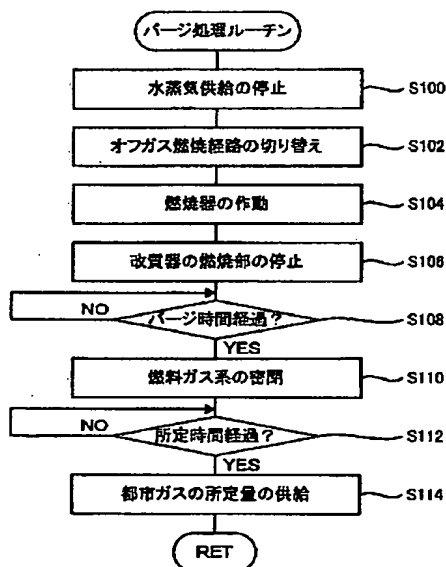 パージ処理ルーチン
水蒸気供給の停止
S100
オフガス燃焼経路の切り替え
S102
燃焼器の作動
S104
改質器の燃焼部の停止
S106
NO
パージ時間経過?
S108
YES
燃料ガス系の密閉
S110
NO
所定時間経過?
S112
YES
都市ガスの所定量の供給
S114
RET